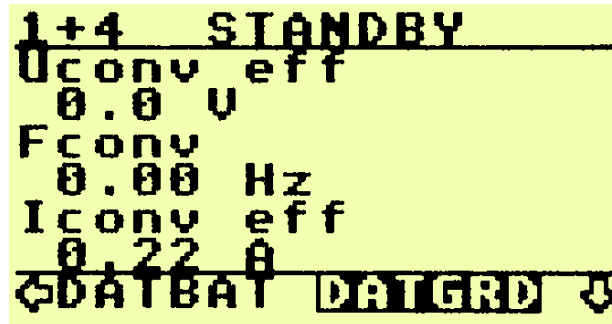 1+4 STANDBY
Uconv eff
0.0 V
Fconv
0.00 Hz
Iconv eff
0.22 A
⇦DATBAT DATGRD ⇩